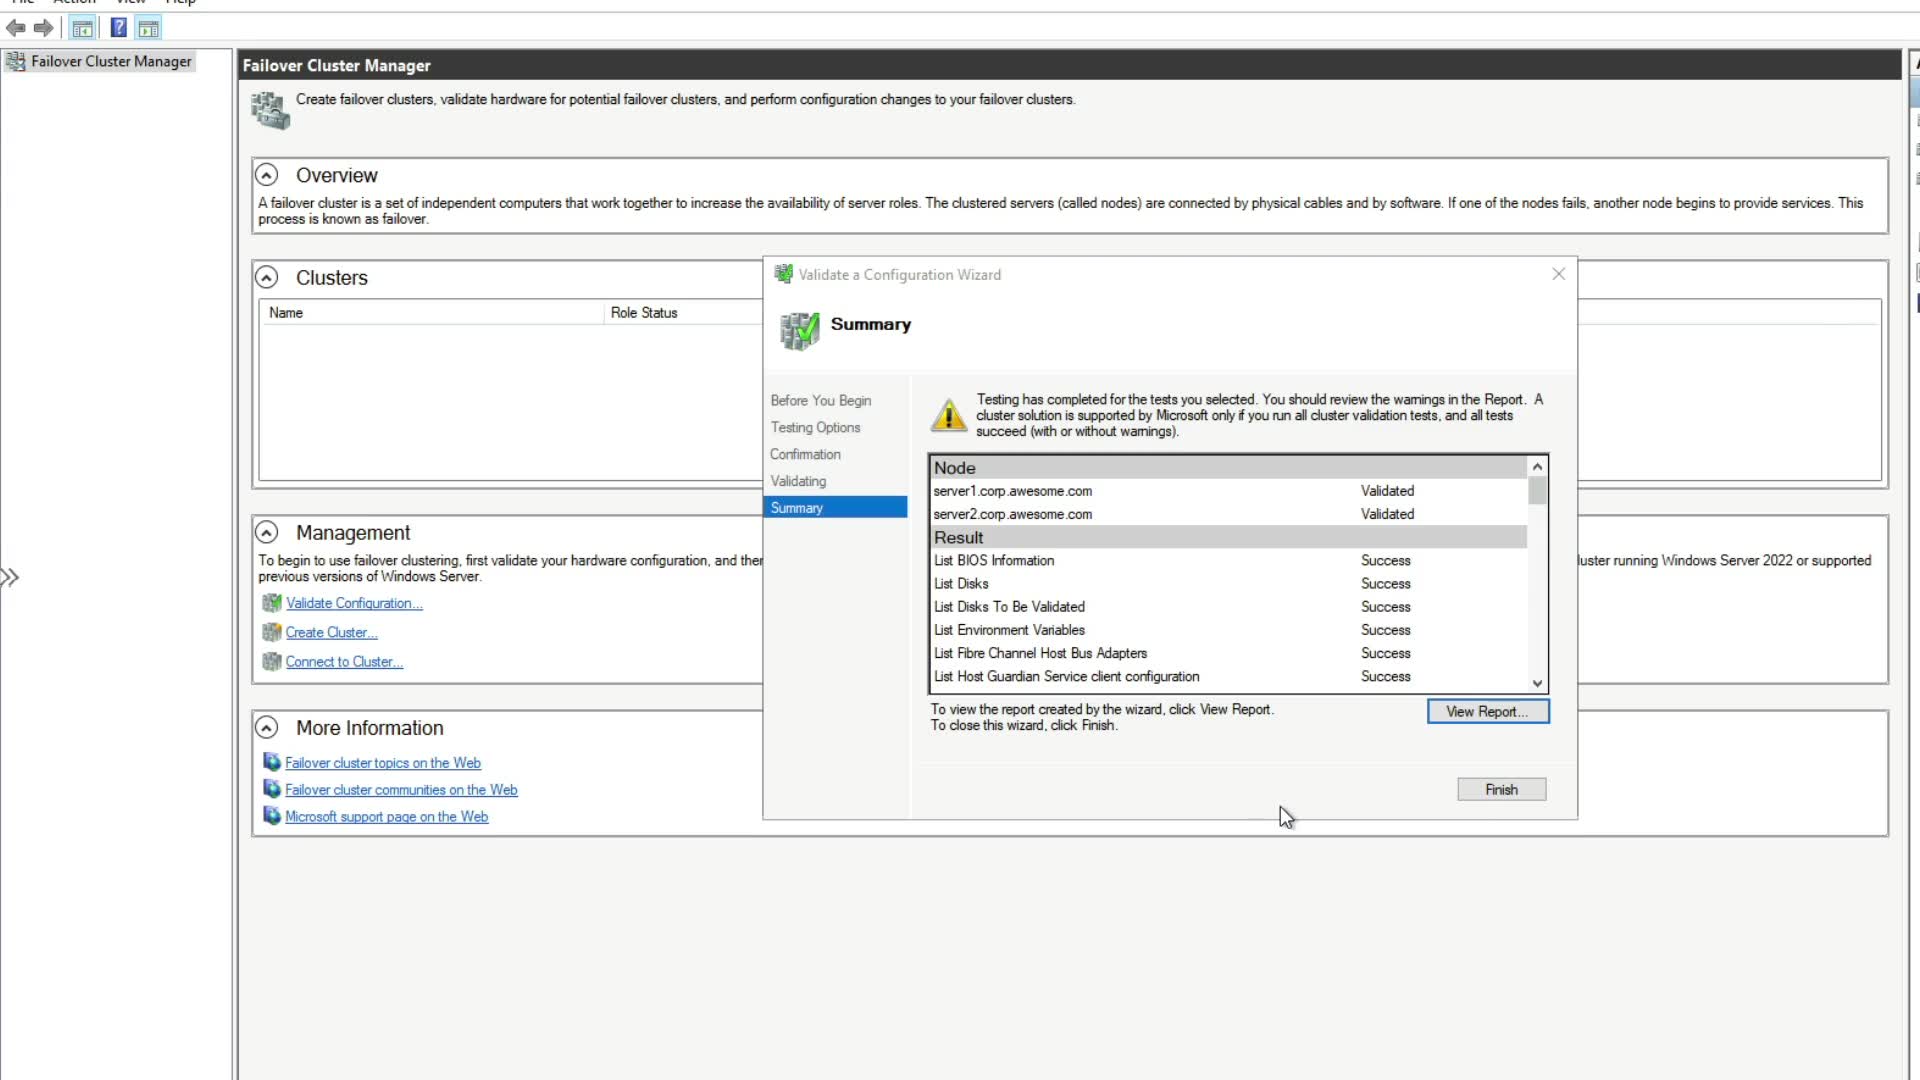 File Action View Help
Failover Cluster Manager
Failover Cluster Manager
Create failover clusters, validate hardware for potential failover clusters, and perform configuration changes to your failover clusters.
Overview
A failover cluster is a set of independent computers that work together to increase the availability of server roles. The clustered servers (called nodes) are connected by physical cables and by software. If one of the nodes fails, another node begins to provide services. This
process is known as failover.
Clusters
Name Role Status
Management
To begin to use failover clustering, first validate your hardware configuration, and then
luster running Windows Server 2022 or supported
previous versions of Windows Server.
Validate Configuration...
Create Cluster...
Connect to Cluster...
More Information
Failover cluster topics on the Web
Failover cluster communities on the Web
Microsoft support page on the Web
Validate a Configuration Wizard
Summary
Before You Begin
Testing Options
Confirmation
Validating
Summary
Testing has completed for the tests you selected. You should review the warnings in the Report. A
cluster solution is supported by Microsoft only if you run all cluster validation tests, and all tests
succeed (with or without warnings).
Node
server1.corp.awesome.com Validated
server2.corp.awesome.com Validated
Result
List BIOS Information Success
List Disks Success
List Disks To Be Validated Success
List Environment Variables Success
List Fibre Channel Host Bus Adapters Success
List Host Guardian Service client configuration Success
To view the report created by the wizard, click View Report.
To close this wizard, click Finish.
View Report...
Finish